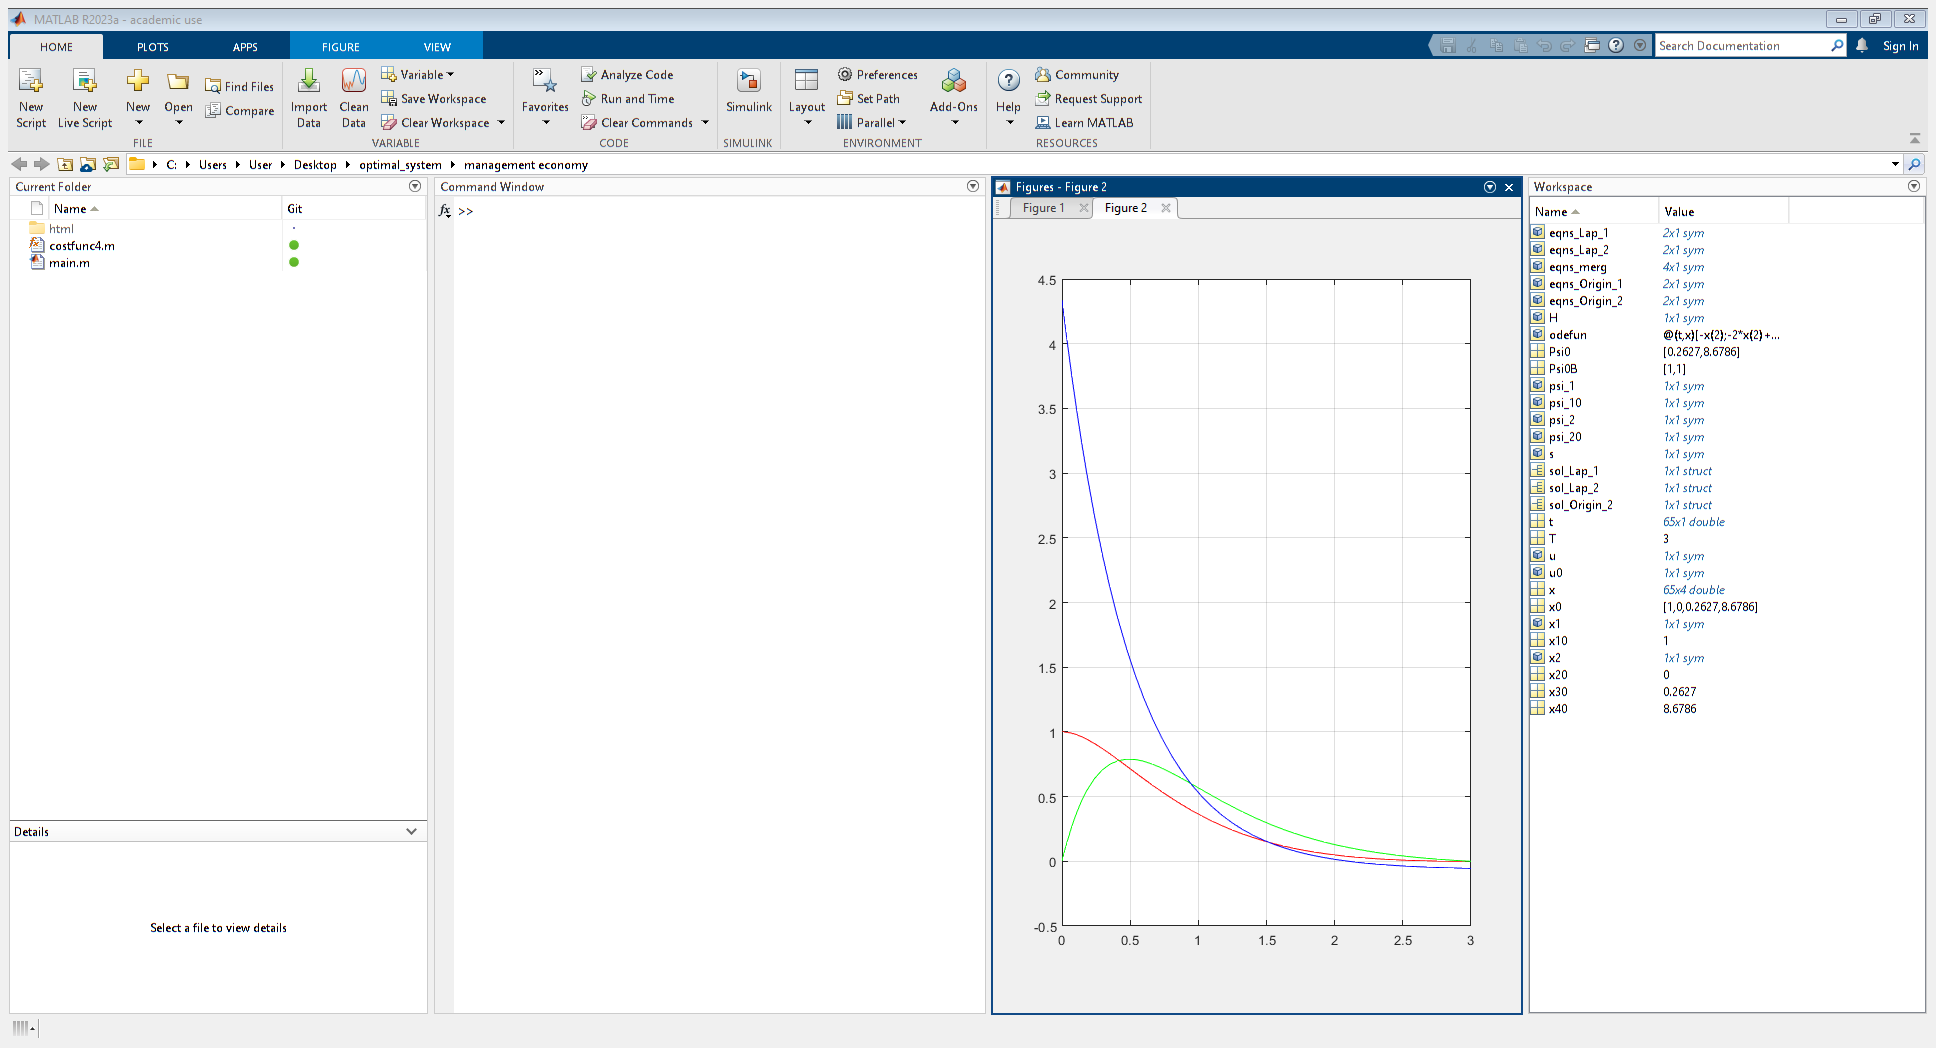 MATLAB R2023a - academic use
HOME PLOTS APPS FIGURE VIEW
Search Documentation
Sign In
New Script
New Live Script
New
Open
Find Files
Compare
FILE
Import Data
Clean Data
Variable
Save Workspace
Clear Workspace
VARIABLE
Favorites
Analyze Code
Run and Time
Clear Commands
CODE
Simulink
SIMULINK
Layout
Preferences
Set Path
Parallel
Add-Ons
ENVIRONMENT
Help
Community
Request Support
Learn MATLAB
RESOURCES
C: Users User Desktop optimal_system management economy
Current Folder
Name Git
html
costfunc4.m
main.m
Details
Select a file to view details
Command Window
fx >>
Figures - Figure 2
Figure 1 Figure 2
4.5
4
3.5
3
2.5
2
1.5
1
0.5
0
-0.5
0 0.5 1 1.5 2 2.5 3
Workspace
Name Value
eqns_Lap_1 2x1 sym
eqns_Lap_2 2x1 sym
eqns_merg 4x1 sym
eqns_Origin_1 2x1 sym
eqns_Origin_2 2x1 sym
H 1x1 sym
odefun @(t,x)[-x(2);-2*x(2)+...
Psi0 [0.2627,8.6786]
Psi0B [1,1]
psi_1 1x1 sym
psi_10 1x1 sym
psi_2 1x1 sym
psi_20 1x1 sym
s 1x1 sym
sol_Lap_1 1x1 struct
sol_Lap_2 1x1 struct
sol_Origin_2 1x1 struct
t 65x1 double
T 3
u 1x1 sym
u0 1x1 sym
x 65x4 double
x0 [1,0,0.2627,8.6786]
x1 1x1 sym
x10 1
x2 1x1 sym
x20 0
x30 0.2627
x40 8.6786